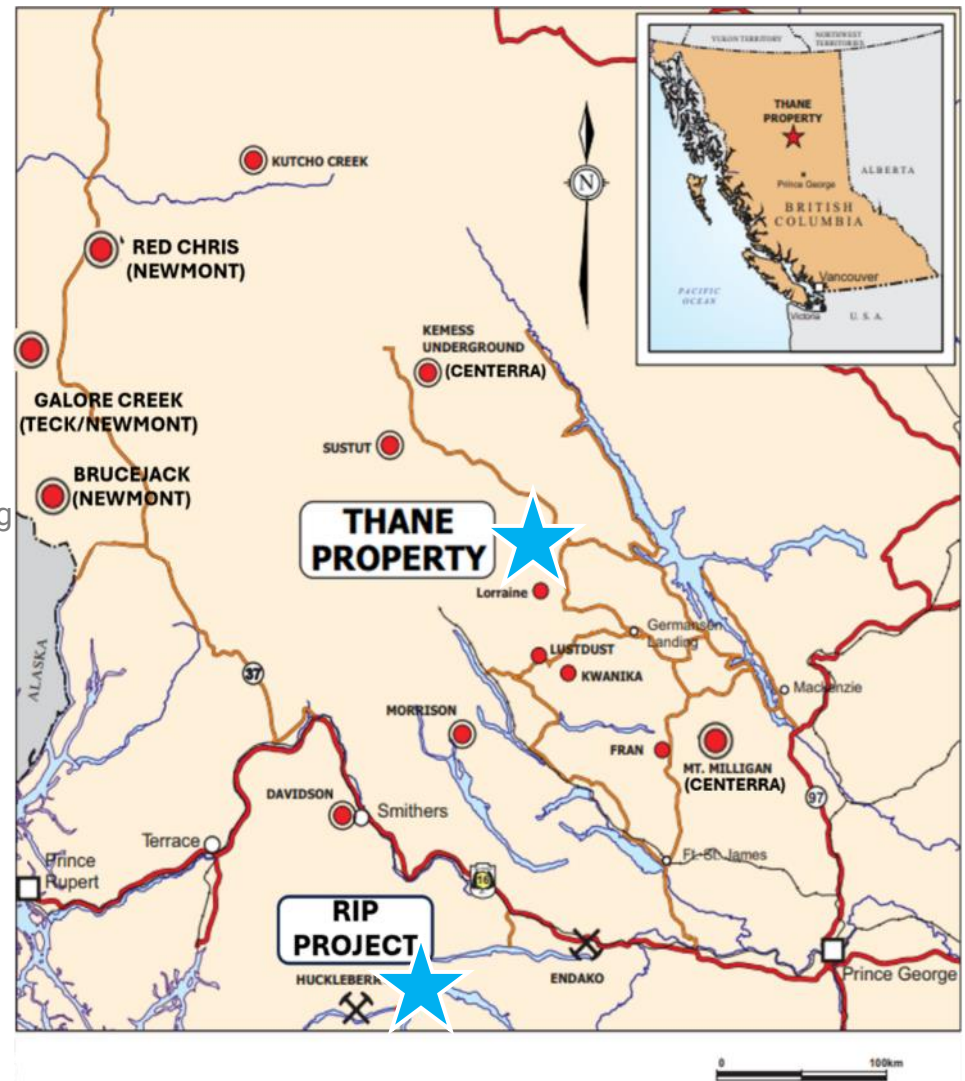 YUKON TERRITORY
NORTHWEST
TERRITORIES
THANE
PROPERTY
Prince George
ALBERTA
BRITISH
COLUMBIA
Vancouver
PACIFIC
OCEAN
Victoria
U. S. A.
N
KUTCHO CREEK
RED CHRIS
(NEWMONT)
KEMESS
UNDERGROUND
(CENTERRA)
GALORE CREEK
(TECK/NEWMONT)
SUSTUT
BRUCEJACK
(NEWMONT)
g
THANE
PROPERTY
Lorraine
Germansen
Landing
LUSTDUST
KWANIKA
ALASKA
37
Mackenzie
MORRISON
FRAN
MT. MILLIGAN
(CENTERRA)
97
DAVIDSON
Smithers
Terrace
Ft. St. James
Prince
Rupert
16
RIP
PROJECT
HUCKLEBERR
ENDAKO
Prince George
0 100km